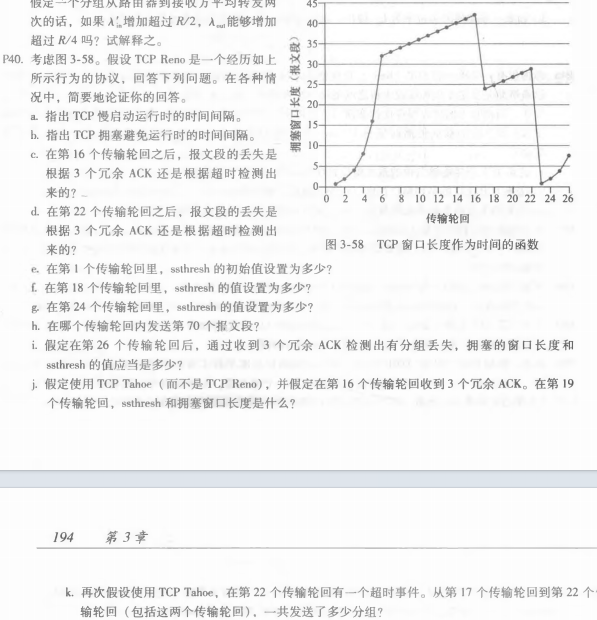 假定一个分组从路由器到接收方平均转发两
次的话，如果 λ′in增加超过 R/2，λout能够增加
超过 R/4 吗？试解释之。
P40. 考虑图 3-58。假设 TCP Reno 是一个经历如上
所示行为的协议，回答下列问题。在各种情
况中，简要地论证你的回答。
a. 指出 TCP 慢启动运行时的时间间隔。
b. 指出 TCP 拥塞避免运行时的时间间隔。
c. 在第 16 个传输轮回之后，报文段的丢失是
根据 3 个冗余 ACK 还是根据超时检测出
来的？
d. 在第 22 个传输轮回之后，报文段的丢失是
根据 3 个冗余 ACK 还是根据超时检测出
来的？
拥塞窗口长度（报文段）
45
40
35
30
25
20
15
10
5
0
0 2 4 6 8 10 12 14 16 18 20 22 24 26
传输轮回
图 3-58 TCP 窗口长度作为时间的函数
e. 在第 1 个传输轮回里，ssthresh 的初始值设置为多少？
f. 在第 18 个传输轮回里，ssthresh 的值设置为多少？
g. 在第 24 个传输轮回里，ssthresh 的值设置为多少？
h. 在哪个传输轮回内发送第 70 个报文段？
i. 假定在第 26 个传输轮回后，通过收到 3 个冗余 ACK 检测出有分组丢失，拥塞的窗口长度和
ssthresh 的值应当是多少？
j. 假定使用 TCP Tahoe（而不是 TCP Reno），并假定在第 16 个传输轮回收到 3 个冗余 ACK。在第 19
个传输轮回，ssthresh 和拥塞窗口长度是什么？
194 第 3 章
k. 再次假设使用 TCP Tahoe，在第 22 个传输轮回有一个超时事件。从第 17 个传输轮回到第 22 个
输轮回（包括这两个传输轮回），一共发送了多少分组？